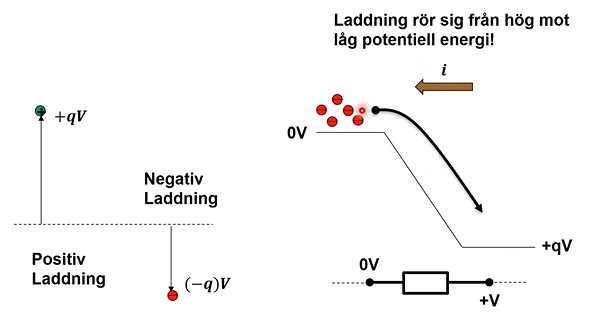 Laddning rör sig från hög mot
låg potentiell energi!
i
+qV
0V
Negativ
Laddning
Positiv
Laddning
(−q)V
+qV
0V
+V